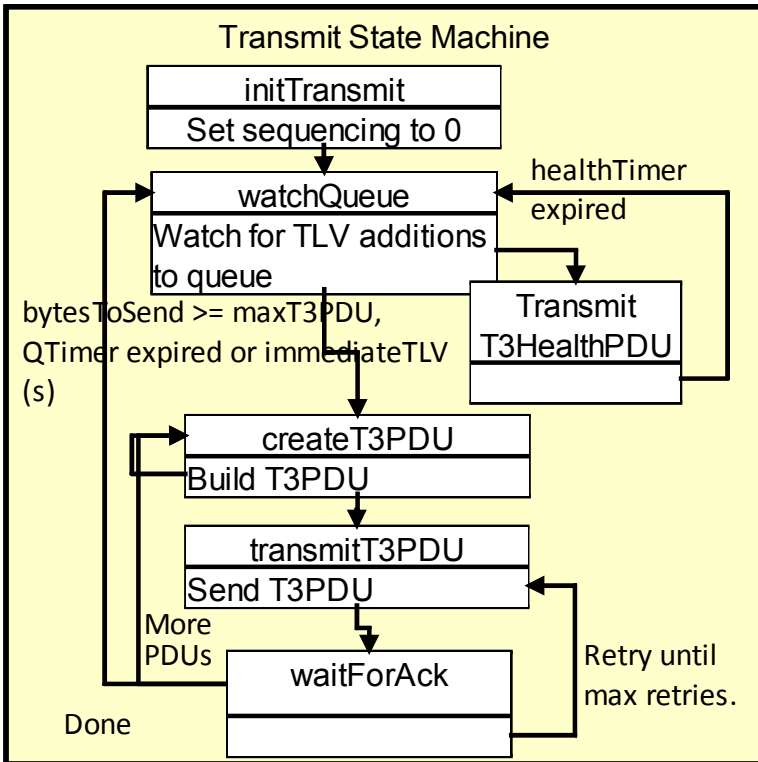 Transmit State Machine
initTransmit
Set sequencing to 0
healthTimer
expired
watchQueue
Watch for TLV additions
to queue
Transmit
T3HealthPDU
bytesToSend >= maxT3PDU,
QTimer expired or immediateTLV
(s)
createT3PDU
Build T3PDU
transmitT3PDU
Send T3PDU
More
PDUs
waitForAck
Retry until
max retries.
Done